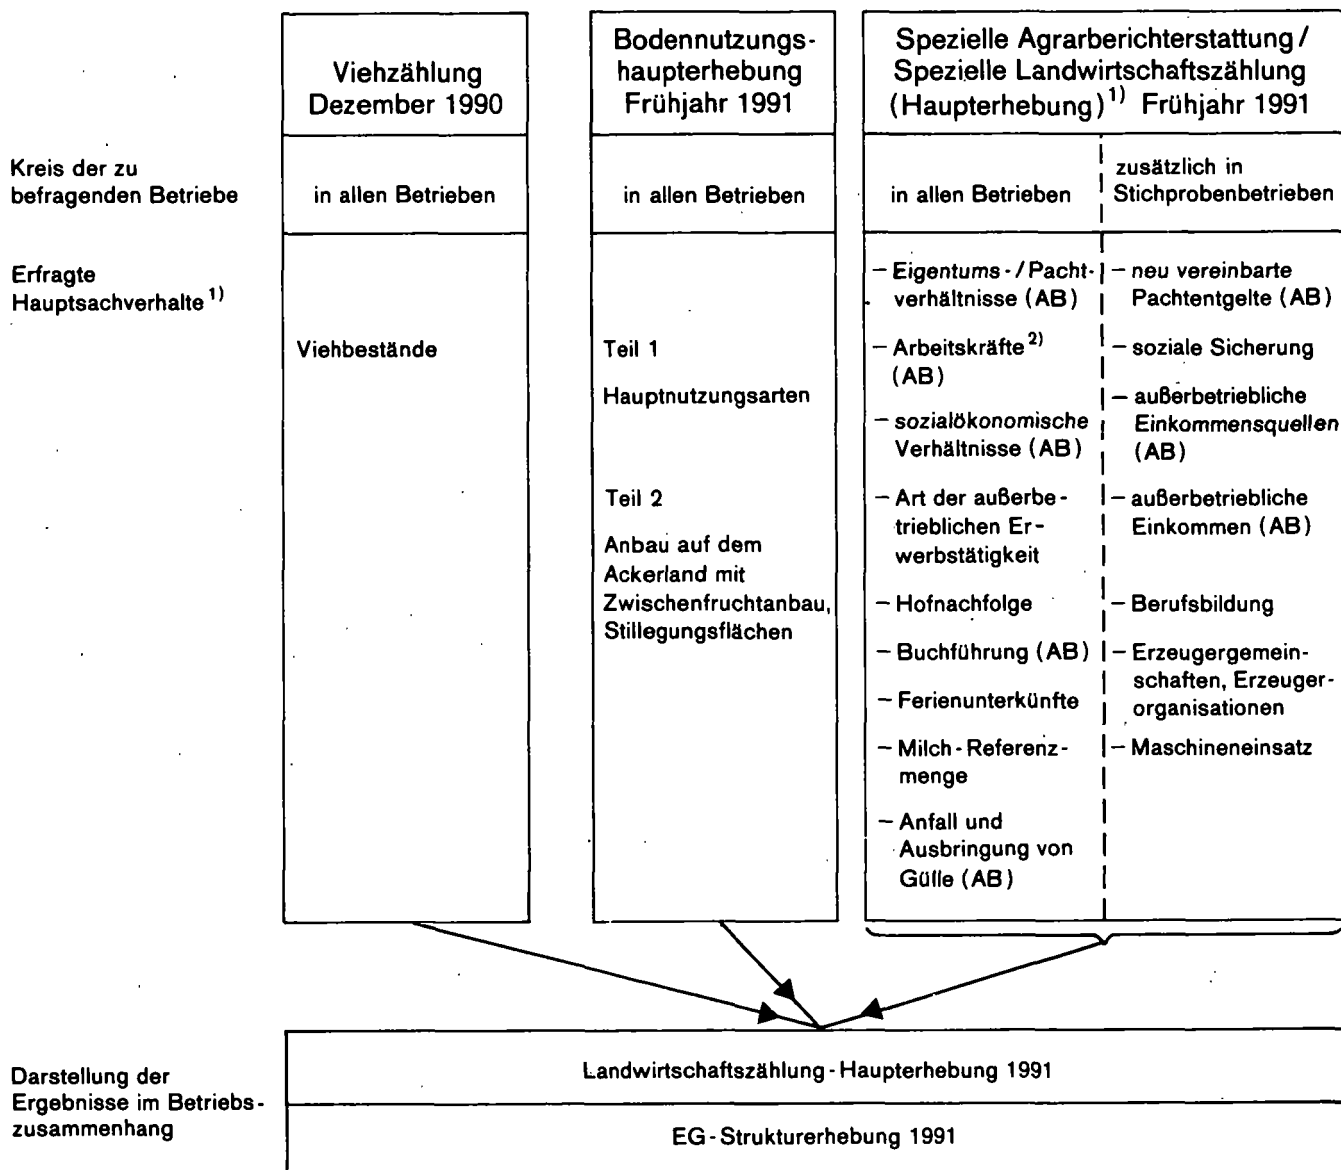 Viehzählung
Dezember 1990
Bodennutzungs-
haupterhebung
Frühjahr 1991
Spezielle Agrarberichterstattung /
Spezielle Landwirtschaftszählung
(Haupterhebung)1) Frühjahr 1991
Kreis der zu
befragenden Betriebe
in allen Betrieben
in allen Betrieben
in allen Betrieben
zusätzlich in
Stichprobenbetrieben
Erfragte
Hauptsachverhalte1)
Viehbestände
Teil 1
Hauptnutzungsarten
Teil 2
Anbau auf dem
Ackerland mit
Zwischenfruchtanbau,
Stillegungsflächen
– Eigentums-/Pacht-
verhältnisse (AB)
– Arbeitskräfte2)
(AB)
– sozialökonomische
Verhältnisse (AB)
– Art der außerbe-
trieblichen Er-
werbstätigkeit
– Hofnachfolge
– Buchführung (AB)
– Ferienunterkünfte
– Milch-Referenz-
menge
– Anfall und
Ausbringung von
Gülle (AB)
– neu vereinbarte
Pachtentgelte (AB)
– soziale Sicherung
– außerbetriebliche
Einkommensquellen
(AB)
– außerbetriebliche
Einkommen (AB)
– Berufsbildung
– Erzeugergemein-
schaften, Erzeuger-
organisationen
– Maschineneinsatz
Darstellung der
Ergebnisse im Betriebs-
zusammenhang
Landwirtschaftszählung-Haupterhebung 1991
EG-Strukturerhebung 1991